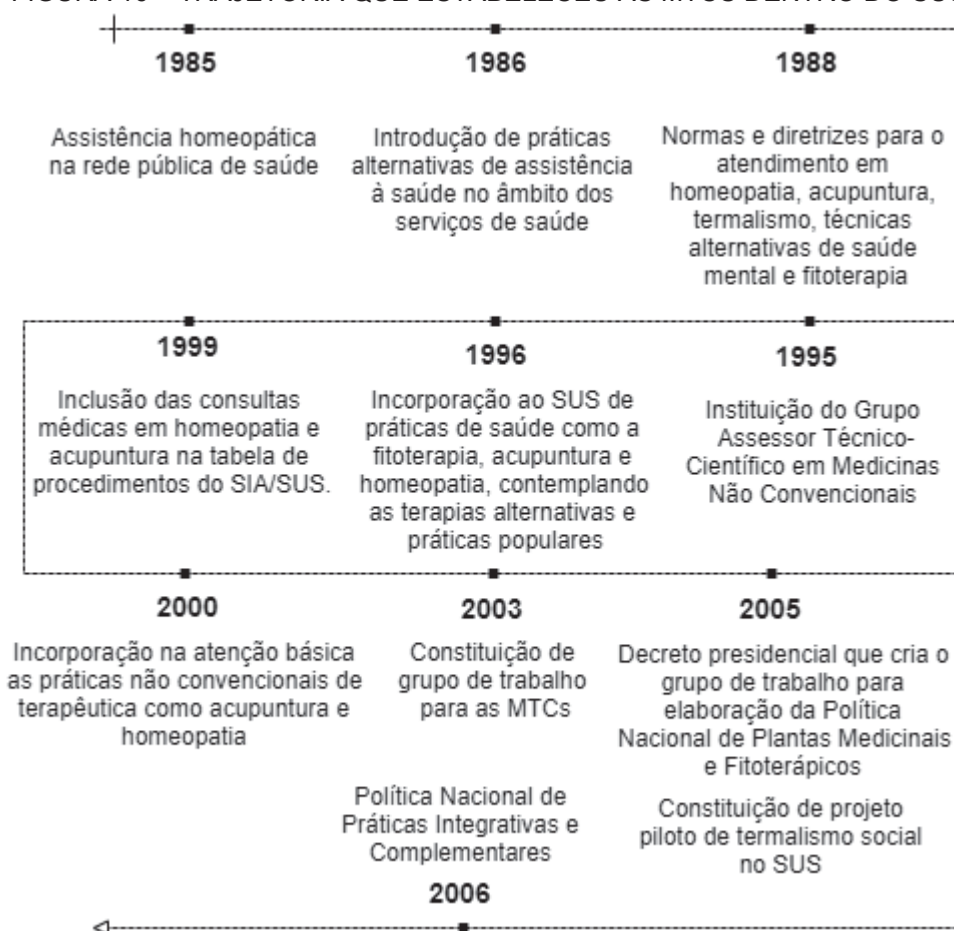 1985
1986
1988
Assistência homeopática
na rede pública de saúde
Introdução de práticas
alternativas de assistência
à saúde no âmbito dos
serviços de saúde
Normas e diretrizes para o
atendimento em
homeopatia, acupuntura,
termalismo, técnicas
alternativas de saúde
mental e fitoterapia
1999
1996
1995
Inclusão das consultas
médicas em homeopatia e
acupuntura na tabela de
procedimentos do SIA/SUS.
Incorporação ao SUS de
práticas de saúde como a
fitoterapia, acupuntura e
homeopatia, contemplando
as terapias alternativas e
práticas populares
Instituição do Grupo
Assessor Técnico-
Científico em Medicinas
Não Convencionais
2000
2003
2005
Incorporação na atenção básica
as práticas não convencionais de
terapêutica como acupuntura e
homeopatia
Constituição de
grupo de trabalho
para as MTCs
Decreto presidencial que cria o
grupo de trabalho para
elaboração da Política
Nacional de Plantas Medicinais
e Fitoterápicos
Política Nacional de
Práticas Integrativas e
Complementares
Constituição de projeto
piloto de termalismo social
no SUS
2006